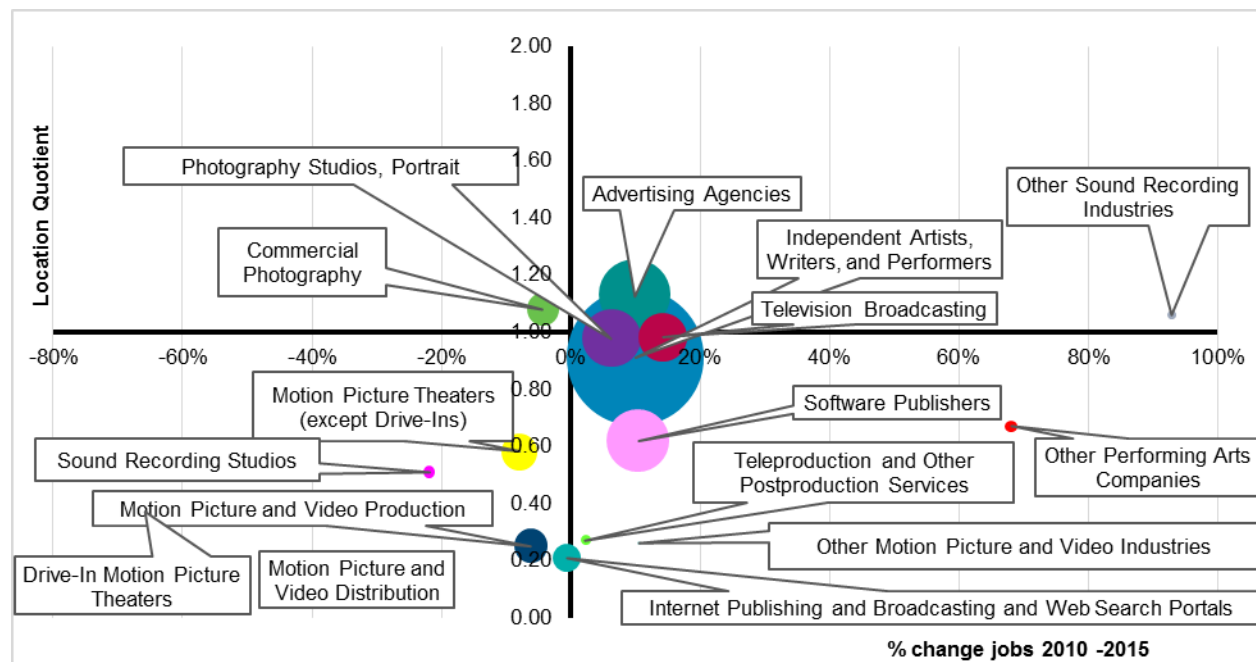 2.00
1.80
1.60
1.40
1.20
1.00
0.80
0.60
0.40
0.20
0.00
Location Quotient
-80%
-60%
-40%
-20%
0%
20%
40%
60%
80%
100%
% change jobs 2010 -2015
Photography Studios, Portrait
Advertising Agencies
Other Sound Recording
Industries
Commercial
Photography
Independent Artists,
Writers, and Performers
Television Broadcasting
Motion Picture Theaters
(except Drive-Ins)
Software Publishers
Sound Recording Studios
Teleproduction and Other
Postproduction Services
Other Performing Arts
Companies
Motion Picture and Video Production
Other Motion Picture and Video Industries
Drive-In Motion Picture
Theaters
Motion Picture and
Video Distribution
Internet Publishing and Broadcasting and Web Search Portals